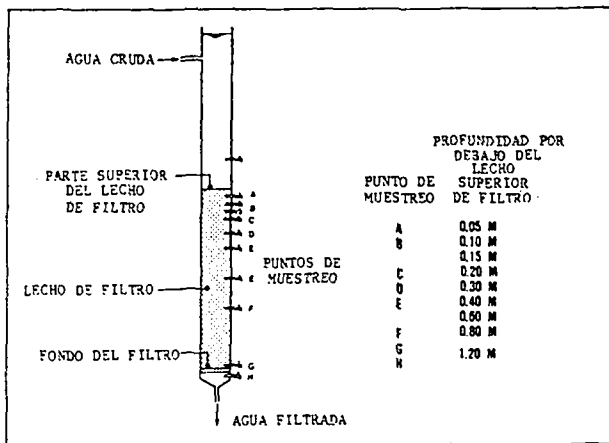 AGUA CRUDA
PARTE SUPERIOR
DEL LECHO
DE FILTRO
LECHO DE FILTRO
FONDO DEL FILTRO
AGUA FILTRADA
A
B
C
D
E
E
F
G
H
PUNTOS DE
MUESTREO
PUNTO DE
MUESTREO
A
B
C
D
E
F
G
H
PROFUNDIDAD POR
DEBAJO DEL
LECHO
SUPERIOR
DE FILTRO
0.05 M
0.10 M
0.15 M
0.20 M
0.30 M
0.40 M
0.60 M
0.80 M
1.20 M